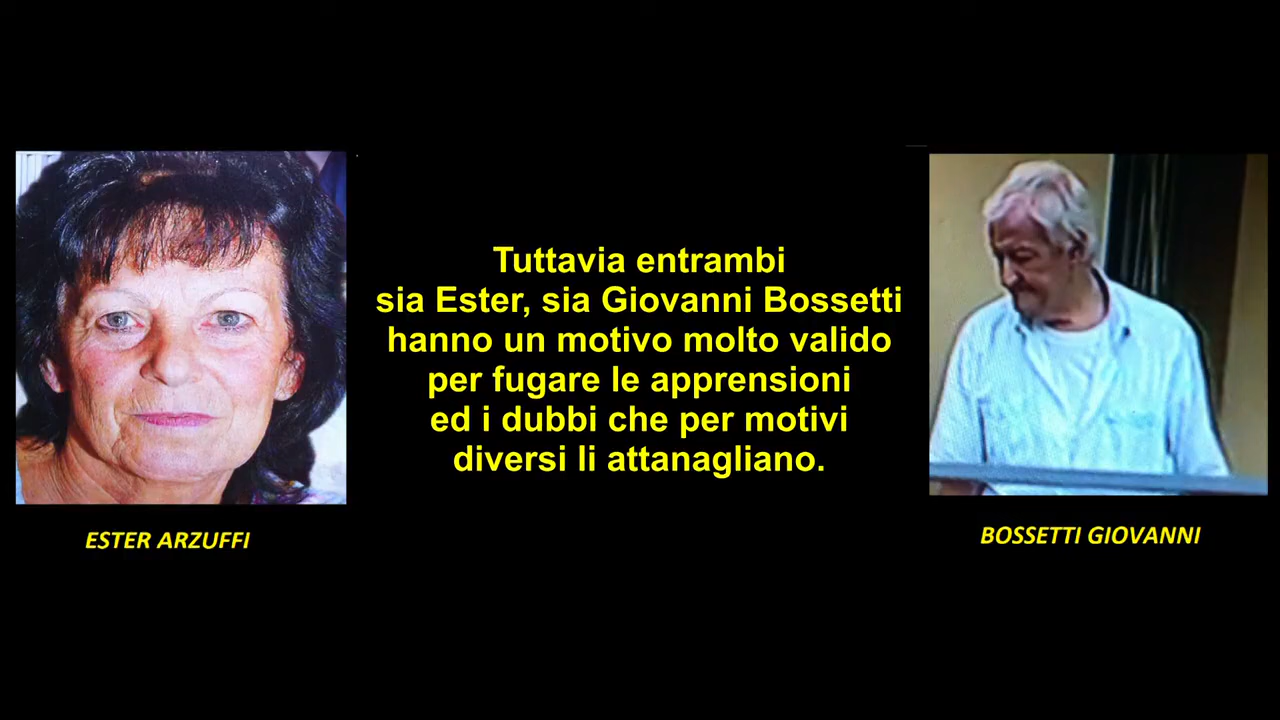 Tuttavia entrambi
sia Ester, sia Giovanni Bossetti
hanno un motivo molto valido
per fugare le apprensioni
ed i dubbi che per motivi
diversi li attanagliano.
ESTER ARZUFFI
BOSSETTI GIOVANNI